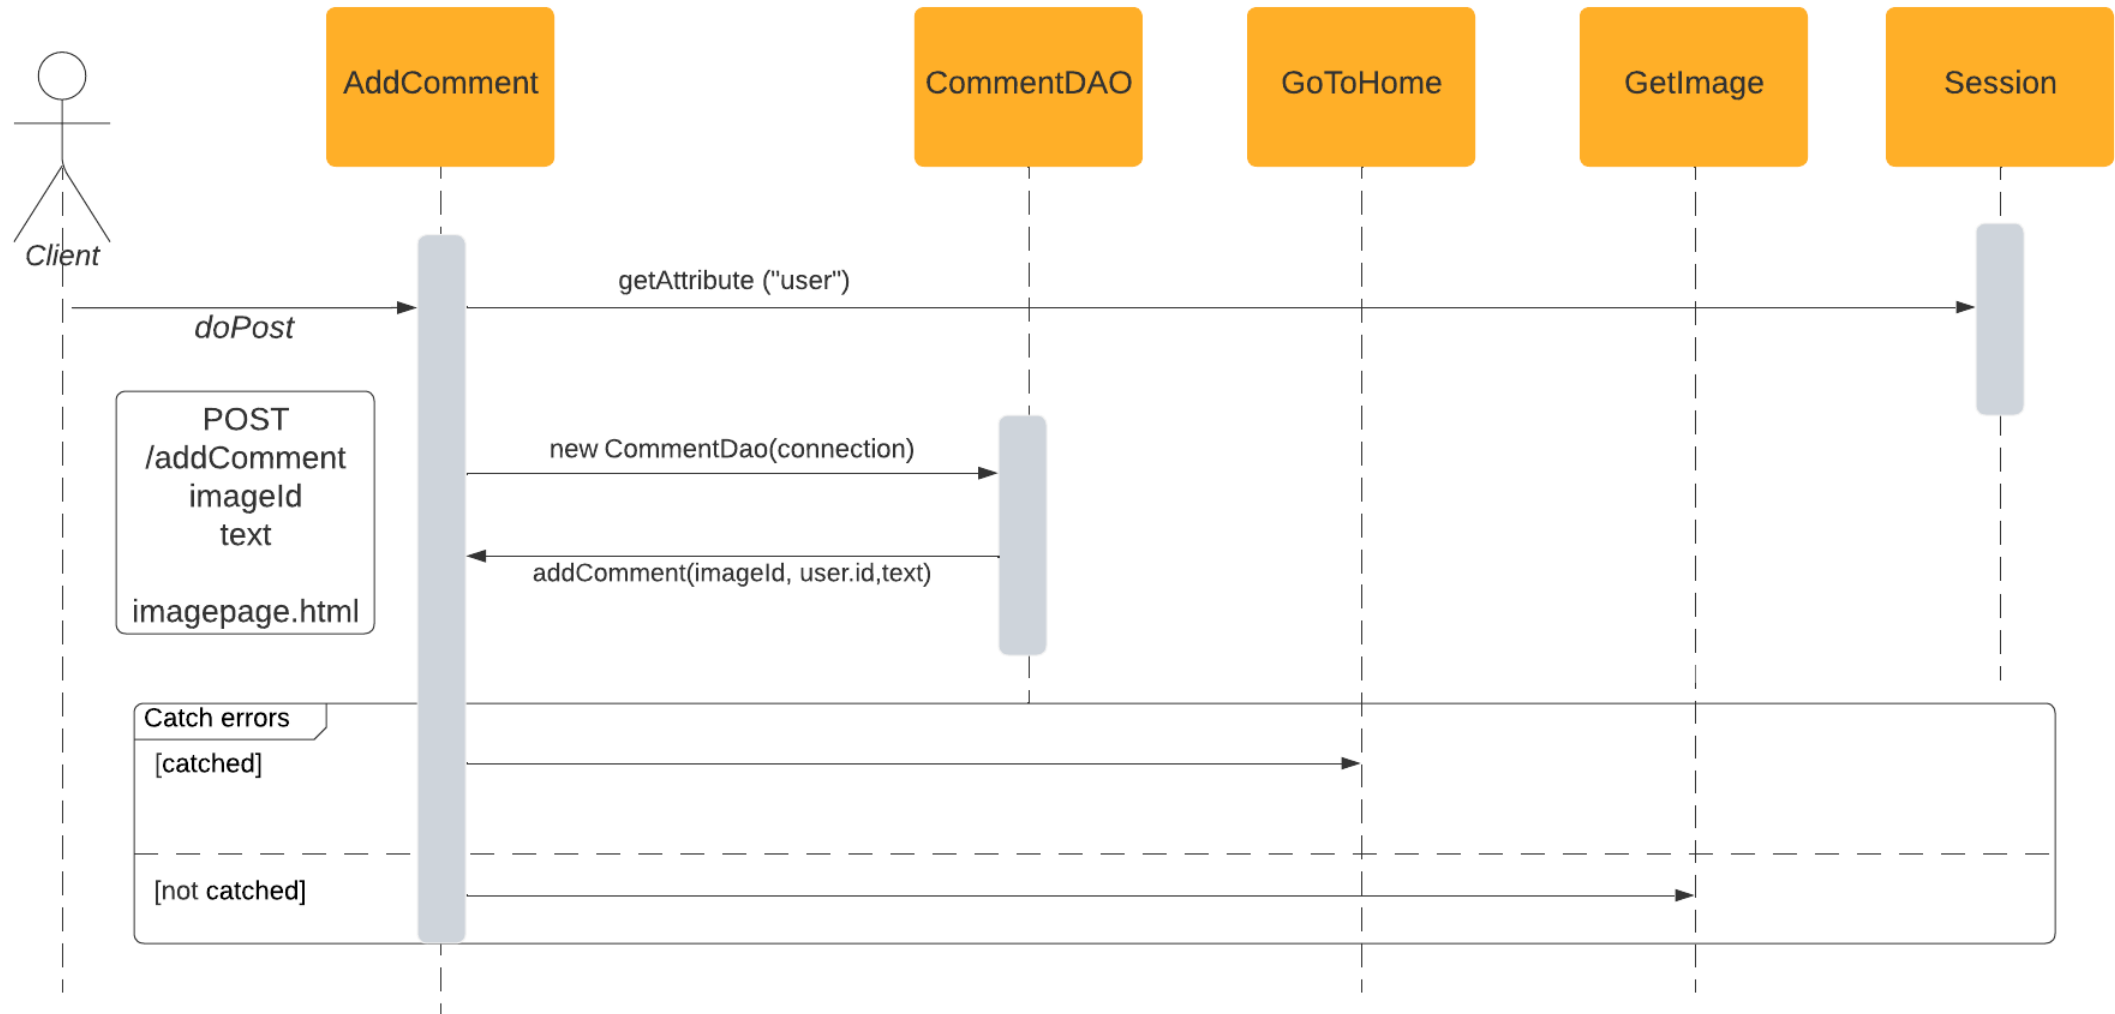 AddComment
CommentDAO
GoToHome
GetImage
Session
Client
getAttribute ("user")
doPost
POST
/addComment
imageId
text
imagepage.html
new CommentDao(connection)
addComment(imageId, user.id,text)
Catch errors
[catched]
[not catched]